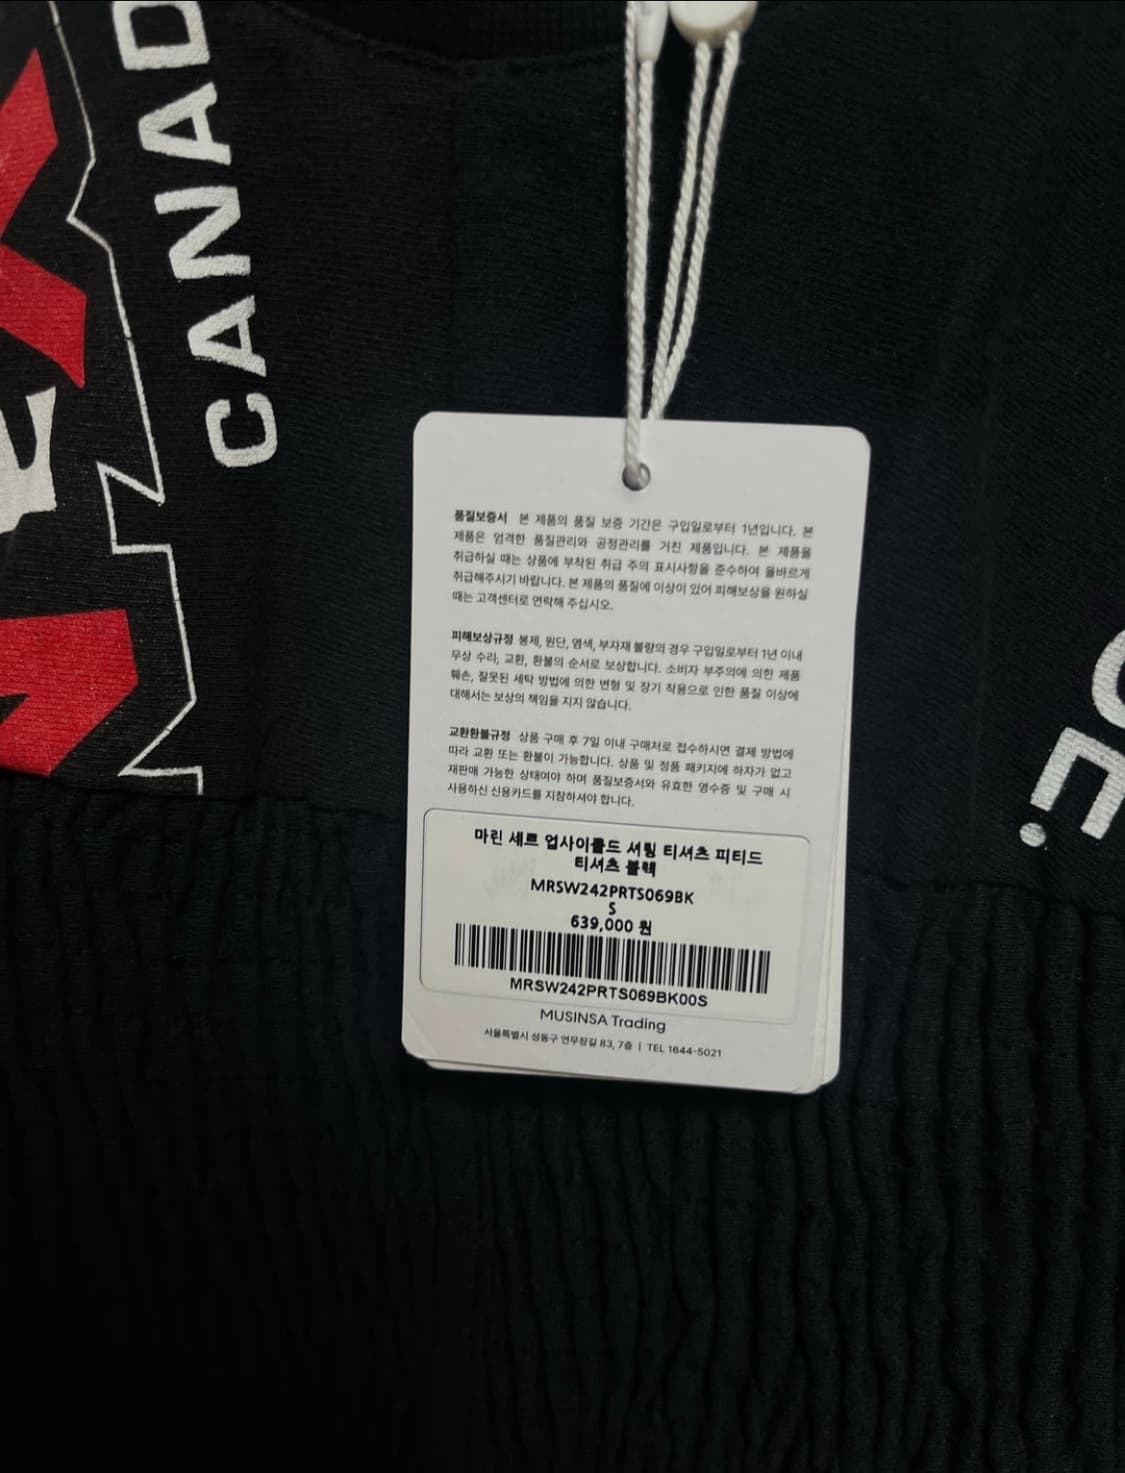 CANAD
품질보증서 본 제품의 품질 보증 기간은 구입일로부터 1년입니다. 본
제품은 엄격한 품질관리와 공정관리를 거친 제품입니다. 본 제품을
취급하실 때는 상품에 부착된 취급 주의 표시사항을 준수하여 올바르게
취급해주시기 바랍니다. 본 제품의 품질에 이상이 있어 피해보상을 원하실
때는 고객센터로 연락해 주십시오.
피해보상규정 봉제, 원단, 염색, 부자재 불량의 경우 구입일로부터 1년 이내
무상 수리, 교환, 환불의 순서로 보상합니다. 소비자 부주의에 의한 제품
훼손, 잘못된 세탁 방법에 의한 변형 및 장기 착용으로 인한 품질 이상에
대해서는 보상의 책임을 지지 않습니다.
교환환불규정 상품 구매 후 7일 이내 구매처로 접수하시면 결제 방법에
따라 교환 또는 환불이 가능합니다. 상품 및 정품 패키지에 하자가 없고
재판매 가능한 상태여야 하며 품질보증서와 유효한 영수증 및 구매 시
사용하신 신용카드를 지참하셔야 합니다.
마린 세르 업사이클드 셔링 티셔츠 피티드
티셔츠 블랙
MRSW242PRTS069BK
S
639,000 원
MRSW242PRTS069BK00S
MUSINSA Trading
서울특별시 성동구 연무장길 83, 7층 | TEL 1644-5021